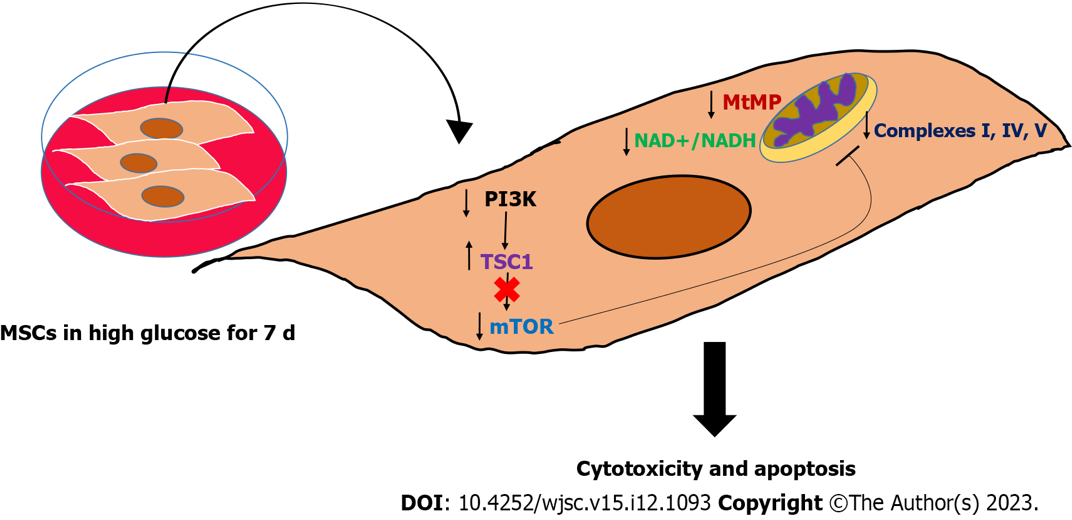 ↓ MtMP
↓ NAD+/NADH
↓ Complexes I, IV, V
↓ PI3K
↑ TSC1
↓ mTOR
MSCs in high glucose for 7 d
Cytotoxicity and apoptosis
DOI: 10.4252/wjsc.v15.i12.1093 Copyright ©The Author(s) 2023.